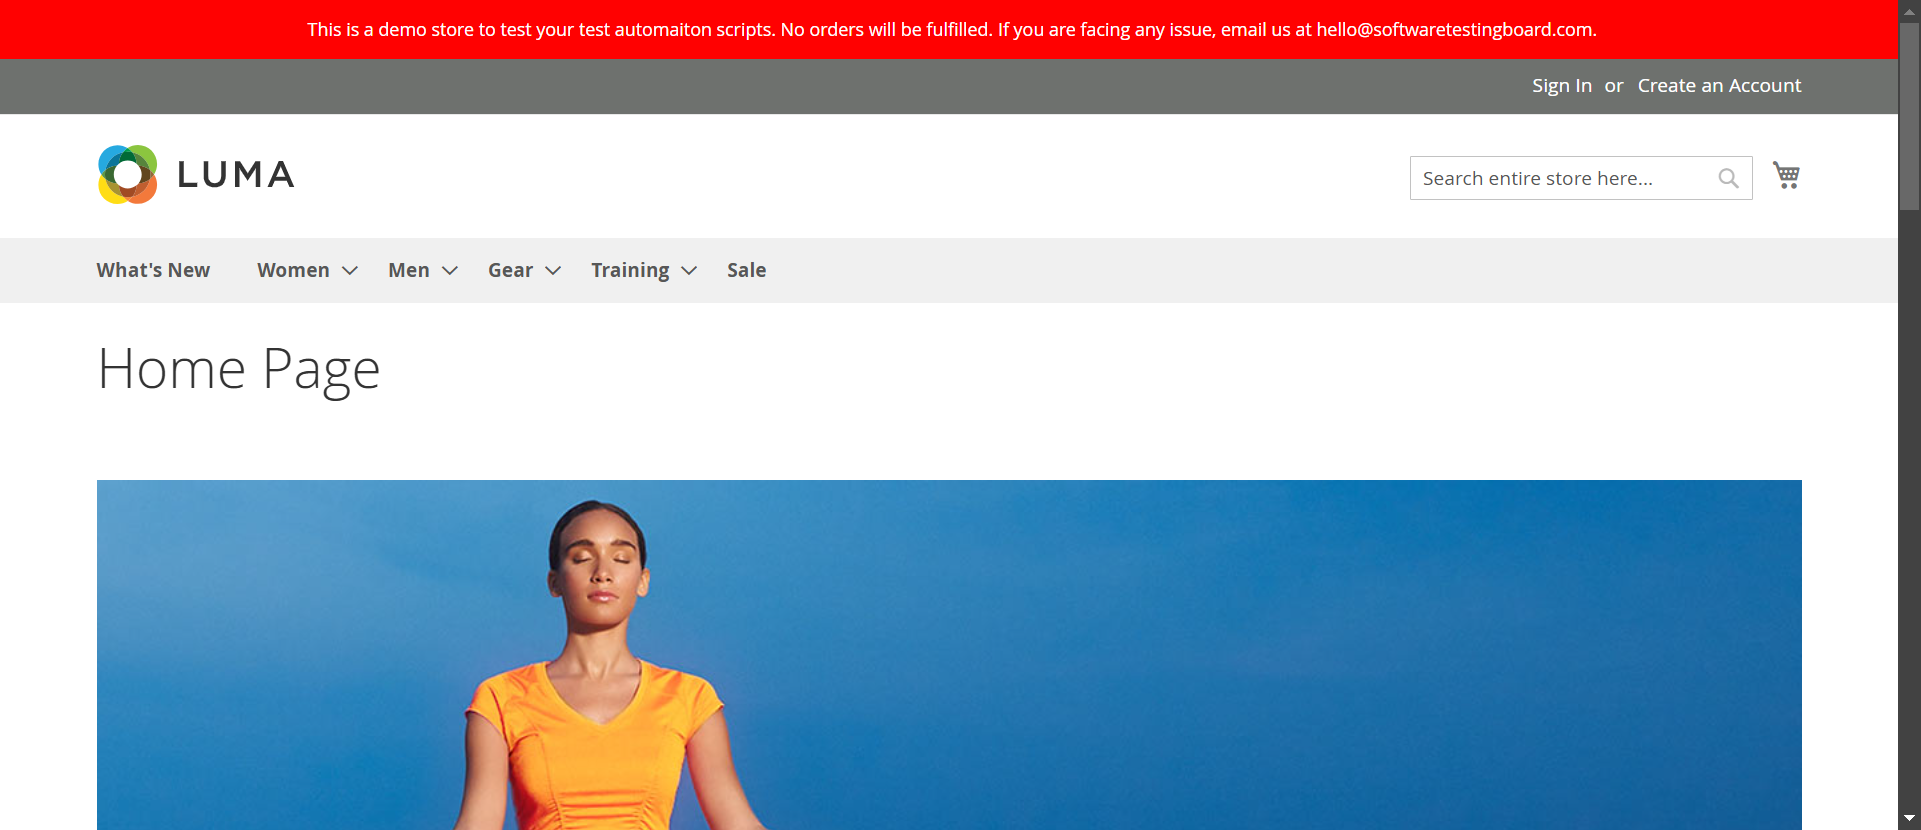 This is a demo store to test your test automaiton scripts. No orders will be fulfilled. If you are facing any issue, email us at hello@softwaretestingboard.com.
Sign In or Create an Account
LUMA
Search entire store here...
What's New Women Men Gear Training Sale
Home Page